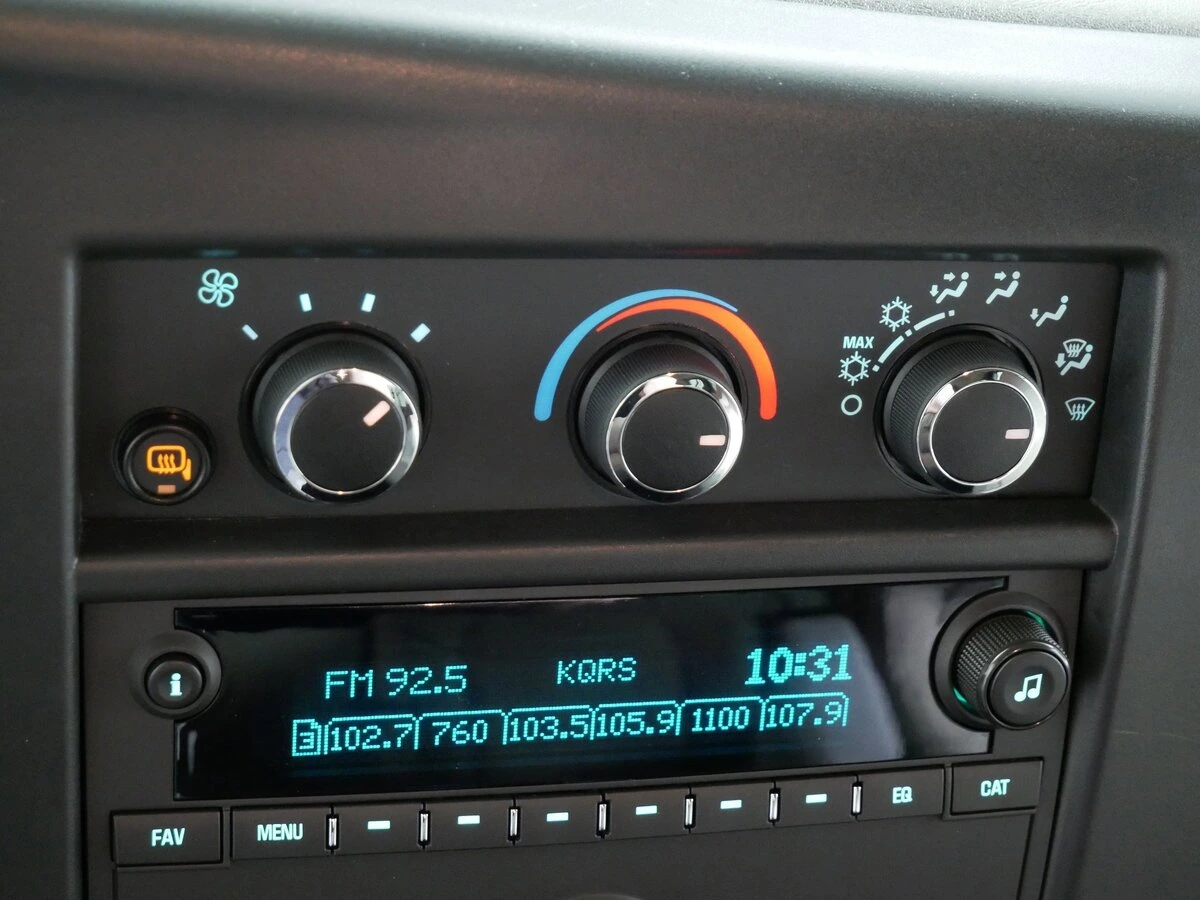 MAX
FM 92.5 KQRS 10:31
3 102.7 760 103.5 105.9 1100 107.9
i
FAV MENU EQ CAT